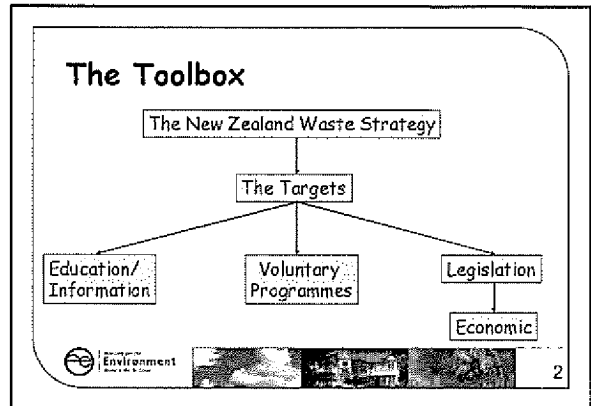 The Toolbox
The New Zealand Waste Strategy
The Targets
Education/
Information
Voluntary
Programmes
Legislation
Economic
Environment
2